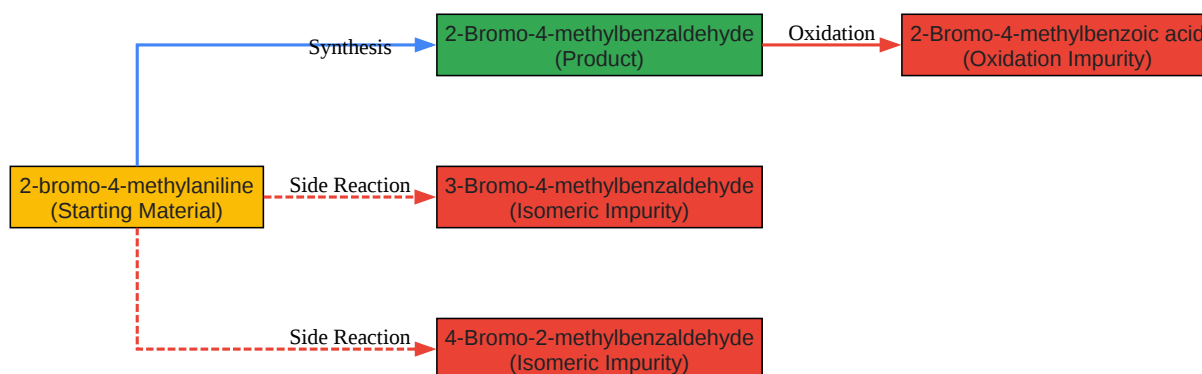 2-Bromo-4-methylbenzaldehyde
(Product)
Oxidation
2-Bromo-4-methylbenzoic acid
(Oxidation Impurity)
Synthesis
2-bromo-4-methylaniline
(Starting Material)
Side Reaction
3-Bromo-4-methylbenzaldehyde
(Isomeric Impurity)
Side Reaction
4-Bromo-2-methylbenzaldehyde
(Isomeric Impurity)